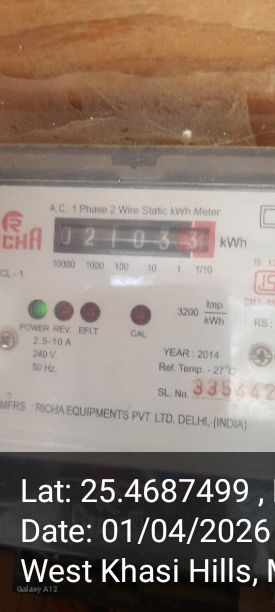 A.C. 1 Phase 2 Wire Static kWh Meter.
RICHA
021033 kWh
10000 1000 100 10 1 1/10
CL - 1
3200 Imp/kWh
POWER REV. EFLT CAL
2.5-10 A
240 V.
50 Hz.
YEAR : 2014
Ref. Temp. - 27°C
SL. No. 335642
MFRS. : RICHA EQUIPMENTS PVT. LTD. DELHI, (INDIA)
Lat: 25.4687499 ,
Date: 01/04/2026
West Khasi Hills,
Galaxy A12